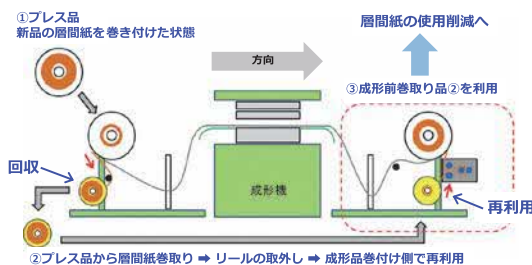 ①プレス品
新品の層間紙を巻き付けた状態
層間紙の使用削減へ
方向
③成形前巻取り品②を利用
回収
成形機
再利用
②プレス品から層間紙巻取り ➡ リールの取外し ➡ 成形品巻付け側で再利用